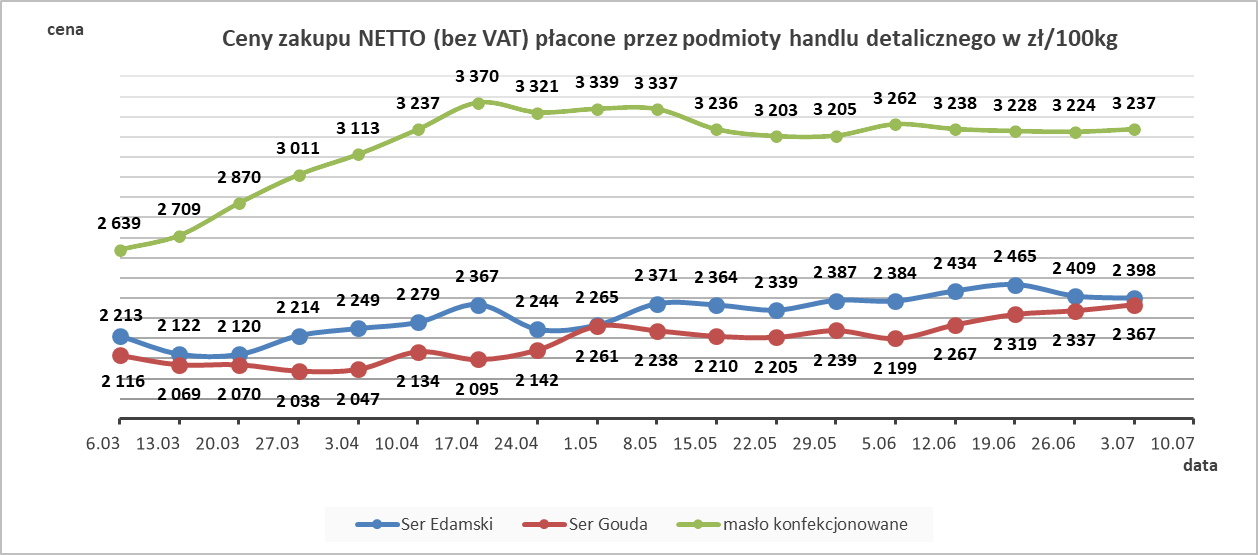 cena
Ceny zakupu NETTO (bez VAT) płacone przez podmioty handlu detalicznego w zł/100kg
2 639 2 709 2 870 3 011 3 113 3 237 3 370 3 321 3 339 3 337 3 236 3 203 3 205 3 262 3 238 3 228 3 224 3 237
2 213 2 122 2 120 2 214 2 249 2 279 2 367 2 244 2 265 2 371 2 364 2 339 2 387 2 384 2 434 2 465 2 409 2 398
2 116 2 069 2 070 2 038 2 047 2 134 2 095 2 142 2 261 2 238 2 210 2 205 2 239 2 199 2 267 2 319 2 337 2 367
6.03 13.03 20.03 27.03 3.04 10.04 17.04 24.04 1.05 8.05 15.05 22.05 29.05 5.06 12.06 19.06 26.06 3.07 10.07
data
Ser Edamski Ser Gouda masło konfekcjonowane